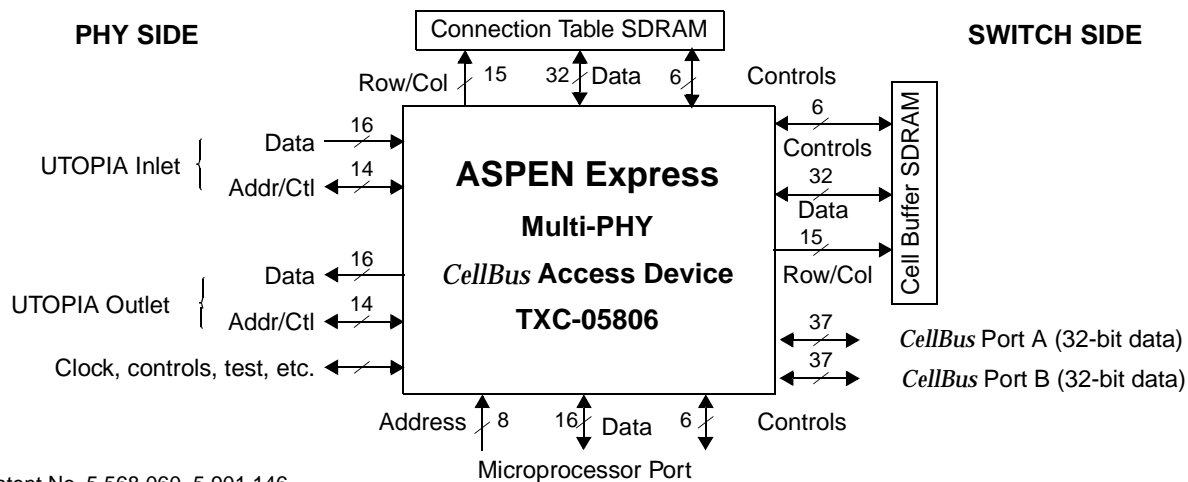 PHY SIDE
Connection Table SDRAM
SWITCH SIDE
Row/Col 15 32 Data 6 Controls
UTOPIA Inlet
Data 16
Addr/Ctl 14
UTOPIA Outlet
Data 16
Addr/Ctl 14
Clock, controls, test, etc.
ASPEN Express
Multi-PHY
CellBus Access Device
TXC-05806
6
Controls
32
Data
15
Row/Col
Cell Buffer SDRAM
37
CellBus Port A (32-bit data)
37
CellBus Port B (32-bit data)
Address 8 16 Data 6 Controls
Microprocessor Port